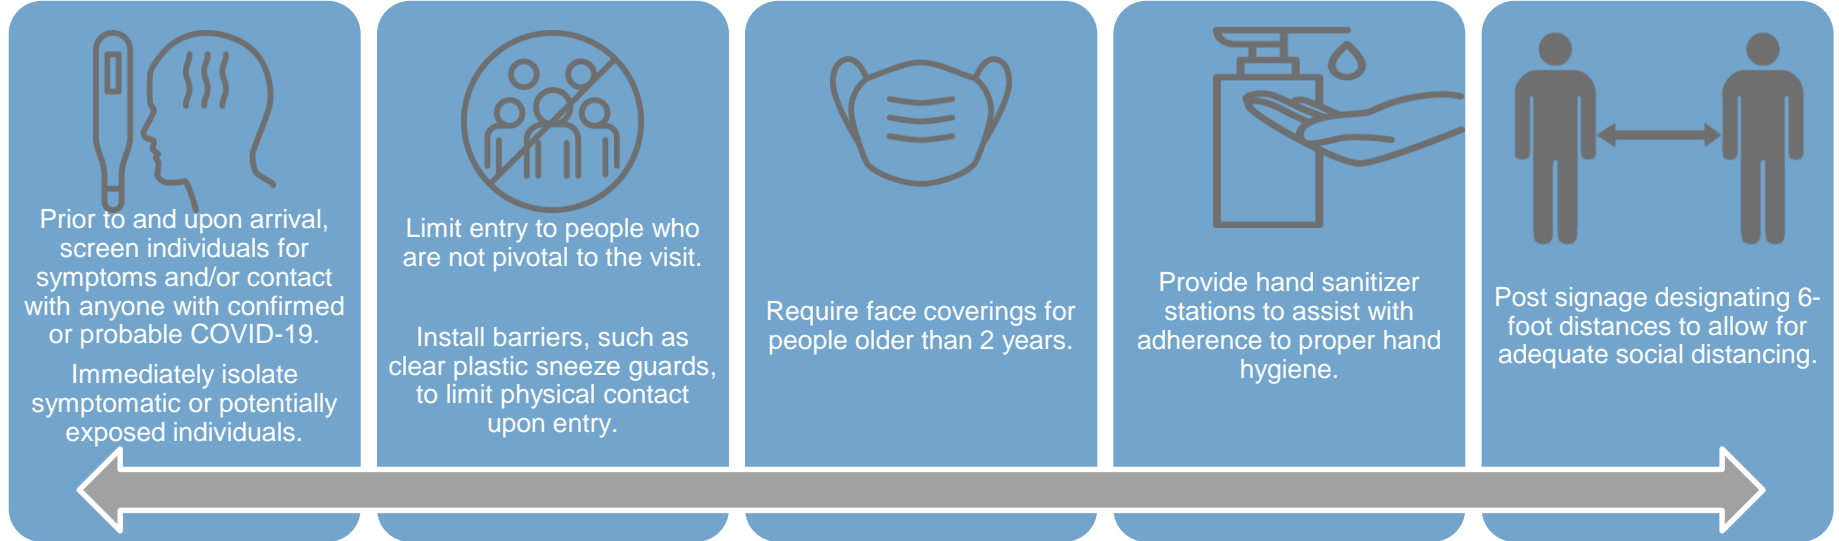 Prior to and upon arrival,
screen individuals for
symptoms and/or contact
with anyone with confirmed
or probable COVID-19.
Immediately isolate
symptomatic or potentially
exposed individuals.
Limit entry to people who
are not pivotal to the visit.
Install barriers, such as
clear plastic sneeze guards,
to limit physical contact
upon entry.
Require face coverings for
people older than 2 years.
Provide hand sanitizer
stations to assist with
adherence to proper hand
hygiene.
Post signage designating 6-
foot distances to allow for
adequate social distancing.